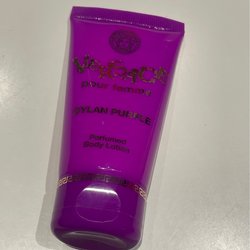 VERSACE
pour femme
DYLAN PURPLE
Perfumed
Body Lotion